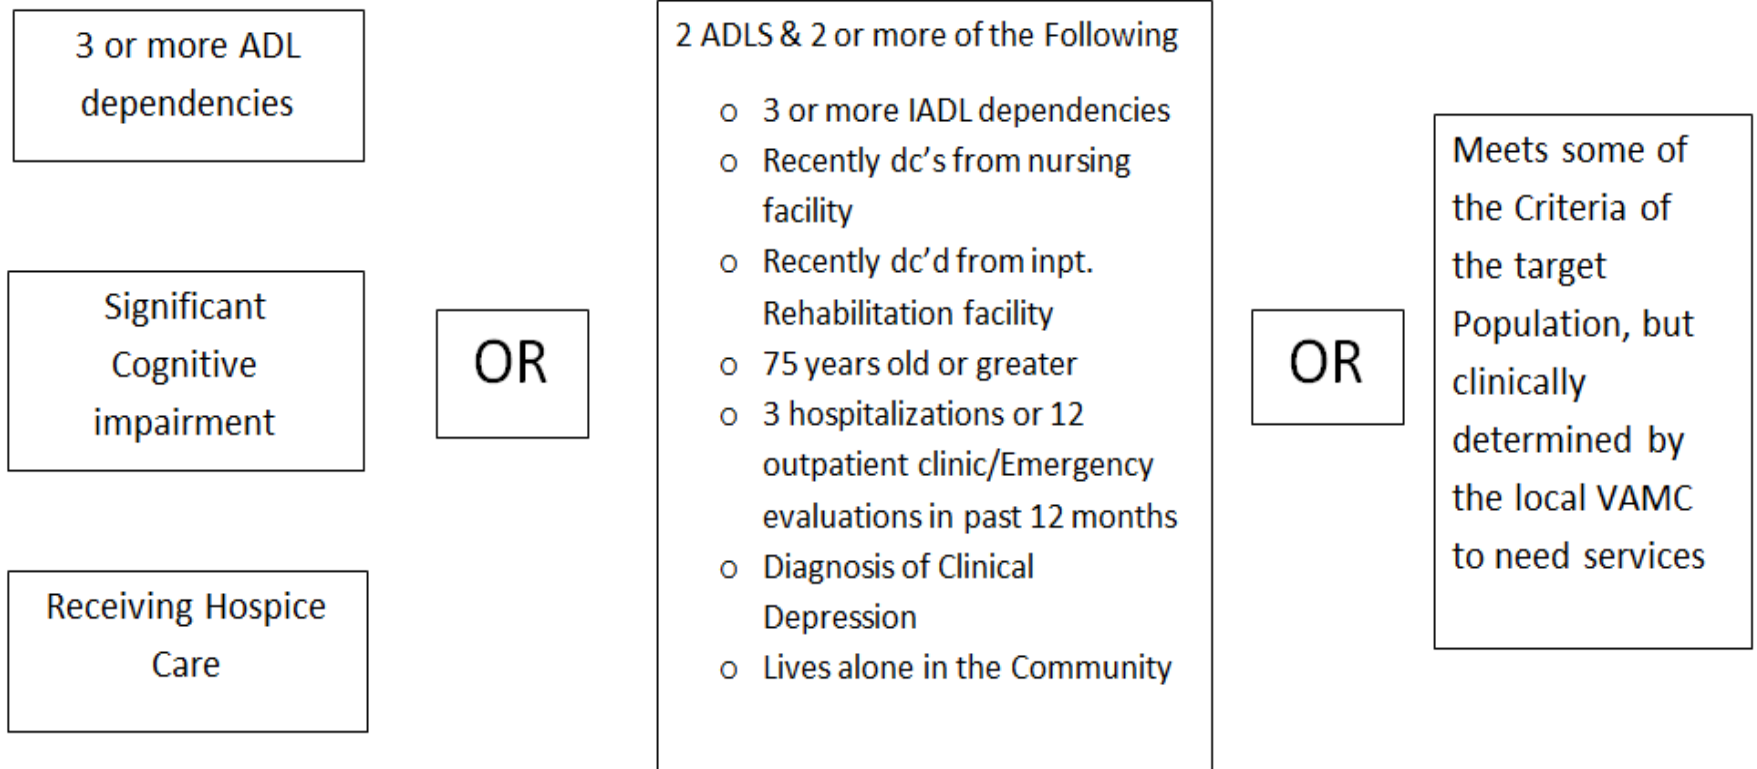 3 or more ADL
dependencies
Significant
Cognitive
impairment
Receiving Hospice
Care
OR
2 ADLS & 2 or more of the Following
o 3 or more IADL dependencies
o Recently dc's from nursing
facility
o Recently dc'd from inpt.
Rehabilitation facility
o 75 years old or greater
o 3 hospitalizations or 12
outpatient clinic/Emergency
evaluations in past 12 months
o Diagnosis of Clinical
Depression
o Lives alone in the Community
OR
Meets some of
the Criteria of
the target
Population, but
clinically
determined by
the local VAMC
to need services